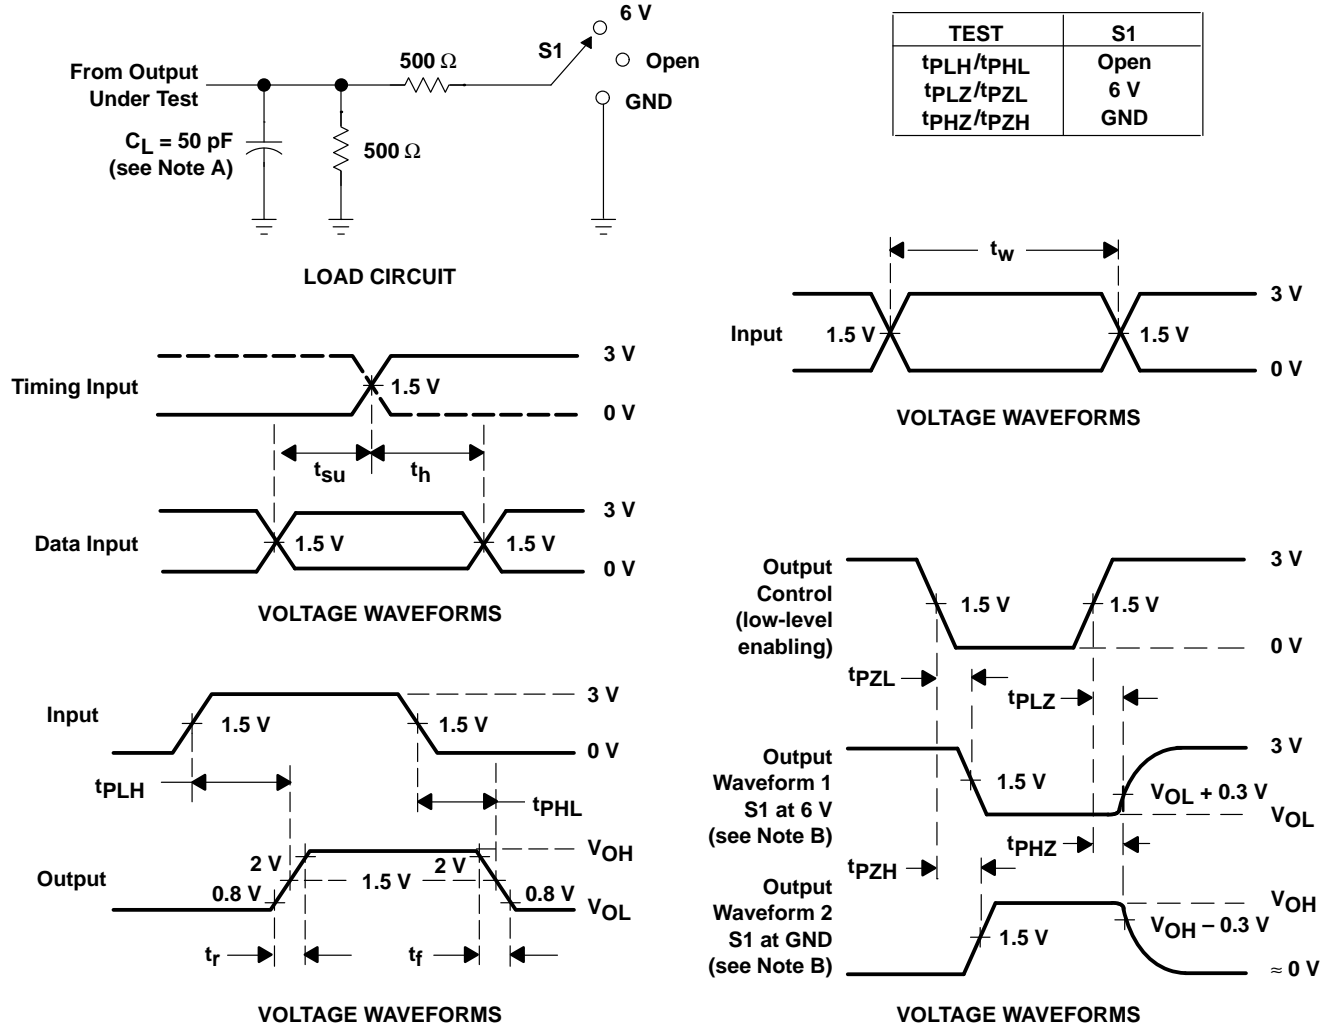 6 V
S1
Open
GND
500 Ω
From Output
Under Test
CL = 50 pF
(see Note A)
500 Ω
LOAD CIRCUIT
TEST S1
tPLH/tPHL Open
tPLZ/tPZL 6 V
tPHZ/tPZH GND
tw
3 V
Input
1.5 V
1.5 V
0 V
VOLTAGE WAVEFORMS
3 V
Timing Input
1.5 V
0 V
tsu
th
3 V
Data Input
1.5 V
1.5 V
0 V
VOLTAGE WAVEFORMS
3 V
Input
1.5 V
1.5 V
0 V
tPLH
tPHL
VOH
2 V
2 V
Output
1.5 V
0.8 V
0.8 V
VOL
tr
tf
VOLTAGE WAVEFORMS
Output
Control
(low-level
enabling)
3 V
1.5 V
1.5 V
0 V
tPZL
tPLZ
Output
Waveform 1
S1 at 6 V
(see Note B)
3 V
1.5 V
VOL + 0.3 V
VOL
tPHZ
tPZH
Output
Waveform 2
S1 at GND
(see Note B)
VOH
VOH – 0.3 V
1.5 V
≈ 0 V
VOLTAGE WAVEFORMS